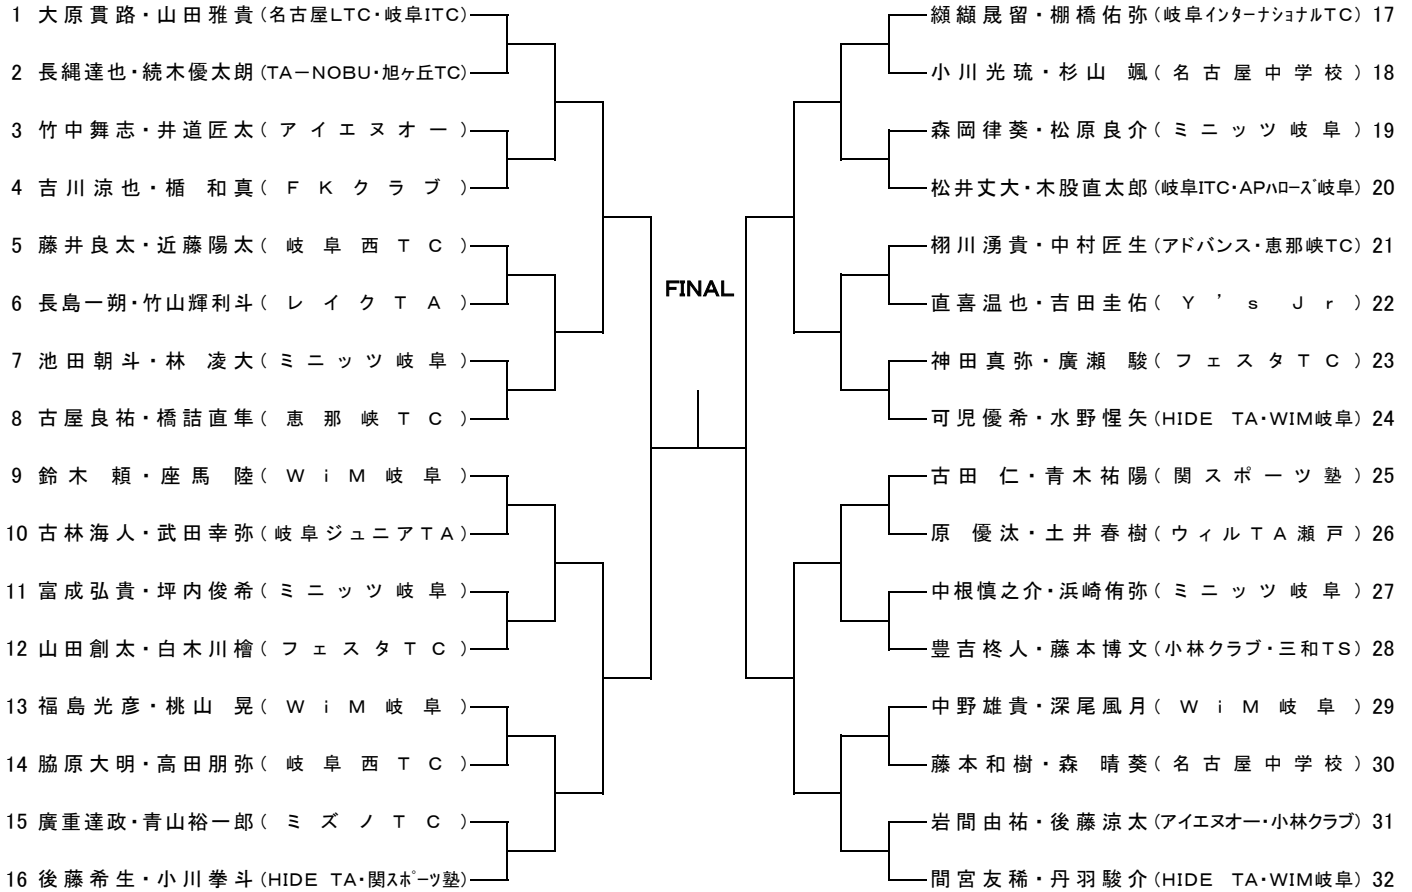 1 大原貫路・山田雅貴(名古屋LTC・岐阜ITC)
2 長縄達也・続木優太朗(TA－NOBU・旭ヶ丘TC)
3 竹中舞志・井道匠太(アイエヌオー)
4 吉川涼也・楯 和真(ＦＫクラブ)
5 藤井良太・近藤陽太(岐阜西ＴＣ)
6 長島一朔・竹山輝利斗(レイクＴＡ)
7 池田朝斗・林 凌大(ミニッツ岐阜)
8 古屋良祐・橋詰直隼(恵那峡ＴＣ)
9 鈴木 頼・座馬 陸(ＷｉＭ岐阜)
10 古林海人・武田幸弥(岐阜ジュニアＴＡ)
11 富成弘貴・坪内俊希(ミニッツ岐阜)
12 山田創太・白木川檜(フェスタＴＣ)
13 福島光彦・桃山 晃(ＷｉＭ岐阜)
14 脇原大明・高田朋弥(岐阜西ＴＣ)
15 廣重達政・青山裕一郎(ミズノＴＣ)
16 後藤希生・小川拳斗(HIDE TA・関スポーツ塾)
FINAL
纐纈晟留・棚橋佑弥(岐阜インターナショナルTC) 17
小川光琉・杉山 颯(名古屋中学校) 18
森岡律葵・松原良介(ミニッツ岐阜) 19
松井丈大・木股直太郎(岐阜ITC・APハローズ岐阜) 20
栩川湧貴・中村匠生(アドバンス・恵那峡TC) 21
直喜温也・吉田圭佑(Ｙ’ｓ Ｊｒ) 22
神田真弥・廣瀬 駿(フェスタＴＣ) 23
可児優希・水野惺矢(HIDE TA・WIM岐阜) 24
古田 仁・青木祐陽(関スポーツ塾) 25
原 優汰・土井春樹(ウィルＴＡ瀬戸) 26
中根慎之介・浜崎侑弥(ミニッツ岐阜) 27
豊吉柊人・藤本博文(小林クラブ・三和TS) 28
中野雄貴・深尾風月(ＷｉＭ岐阜) 29
藤本和樹・森 晴葵(名古屋中学校) 30
岩間由祐・後藤涼太(アイエヌオー・小林クラブ) 31
間宮友稀・丹羽駿介(HIDE TA・WIM岐阜) 32